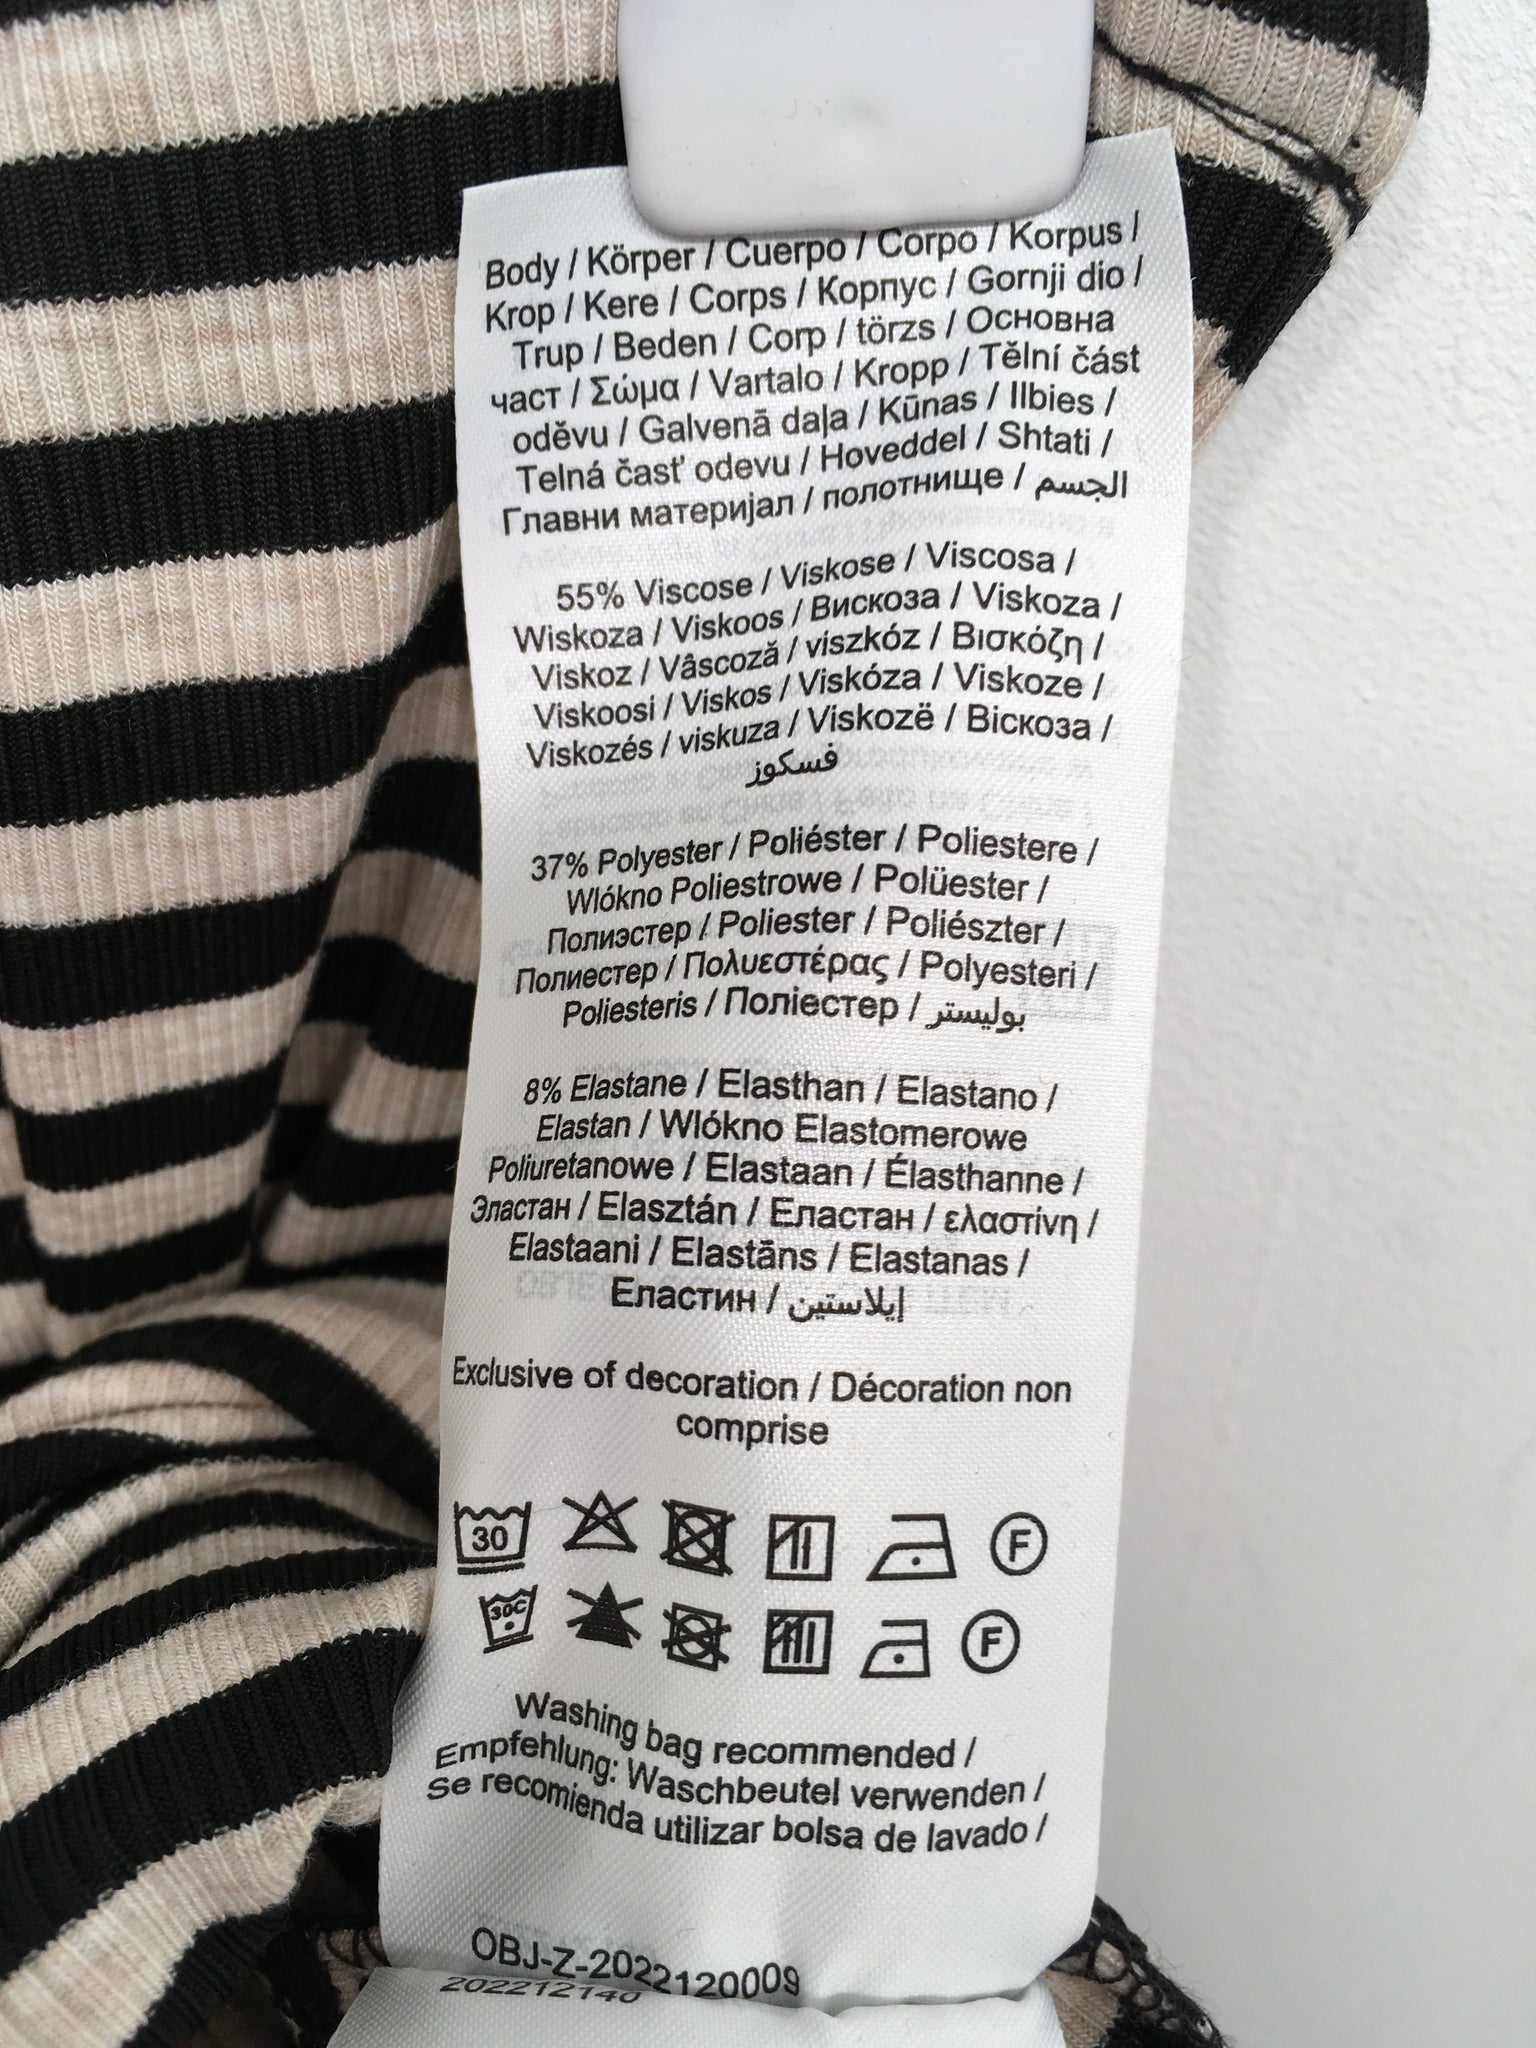 Body / Körper / Cuerpo / Corpo / Korpus /
Krop / Kere / Corps / Корпус / Gornji dio /
Trup / Beden / Corp / törzs / Основна
част / Σώμα / Vartalo / Kropp / Tělní část
oděvu / Galvenā daļa / Kūnas / Ilbies /
Telná časť odevu / Hoveddel / Shtati /
Главни материјал / полотнище / الجسم
55% Viscose / Viskose / Viscosa /
Wiskoza / Viskoos / Вискоза / Viskoza /
Viskoz / Vâscoză / viszkóz / Βισκόζη /
Viskoosi / Viskos / Viskóza / Viskoze /
Viskozés / viskuza / Viskozë / Віскоза /
فسكوز
37% Polyester / Poliéster / Poliestere /
Wlókno Poliestrowe / Polüester /
Полиэстер / Poliester / Poliészter /
Полиестер / Πολυεστέρας / Polyesteri /
Poliesteris / Поліестер / بوليستر
8% Elastane / Elasthan / Elastano /
Elastan / Wlókno Elastomerowe
Poliuretanowe / Elastaan / Élasthanne /
Эластан / Elasztán / Еластан / ελαστίνη /
Elastaani / Elastāns / Elastanas /
Еластин / إيلاستين
Exclusive of decoration / Décoration non
comprise
30 F
30C F
Washing bag recommended /
Empfehlung: Waschbeutel verwenden /
Se recomienda utilizar bolsa de lavado /
OBJ-Z-2022120009
202212140